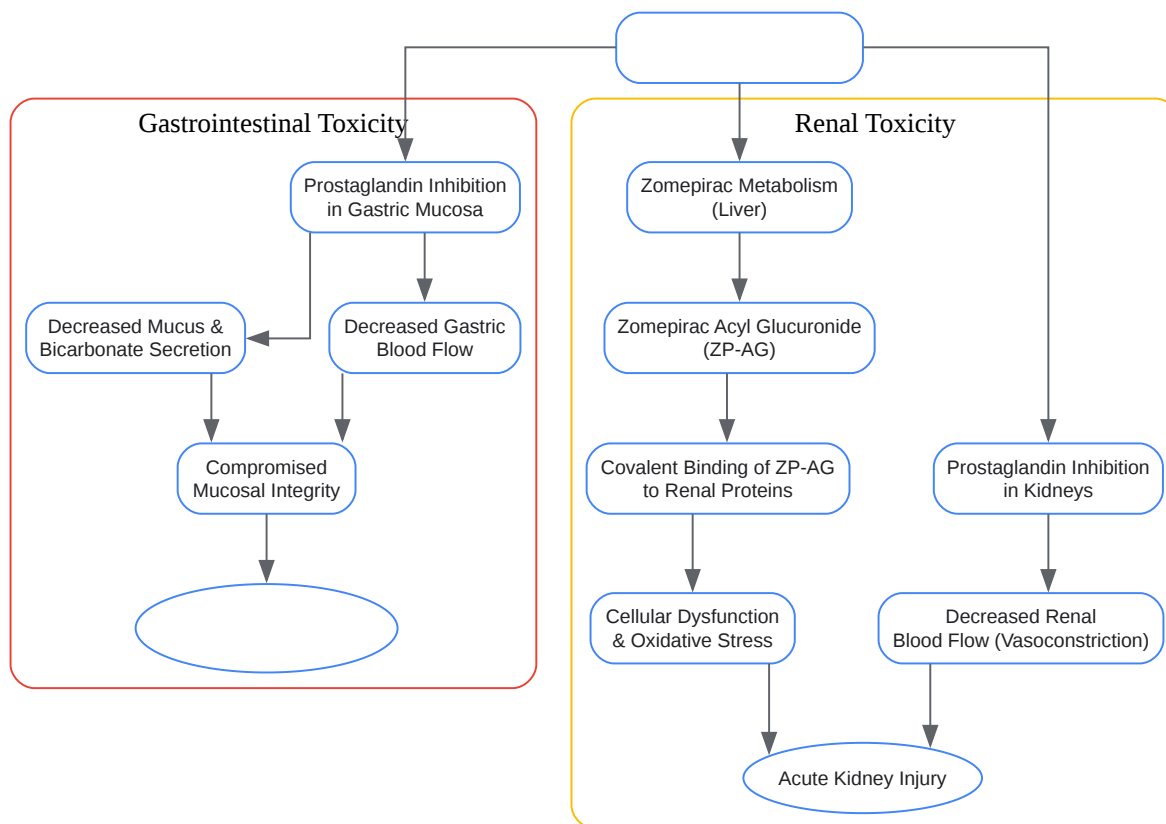 Gastrointestinal Toxicity
Prostaglandin Inhibition
in Gastric Mucosa
Decreased Mucus &
Bicarbonate Secretion
Decreased Gastric
Blood Flow
Compromised
Mucosal Integrity
Renal Toxicity
Zomepirac Metabolism
(Liver)
Zomepirac Acyl Glucuronide
(ZP-AG)
Covalent Binding of ZP-AG
to Renal Proteins
Prostaglandin Inhibition
in Kidneys
Cellular Dysfunction
& Oxidative Stress
Decreased Renal
Blood Flow (Vasoconstriction)
Acute Kidney Injury